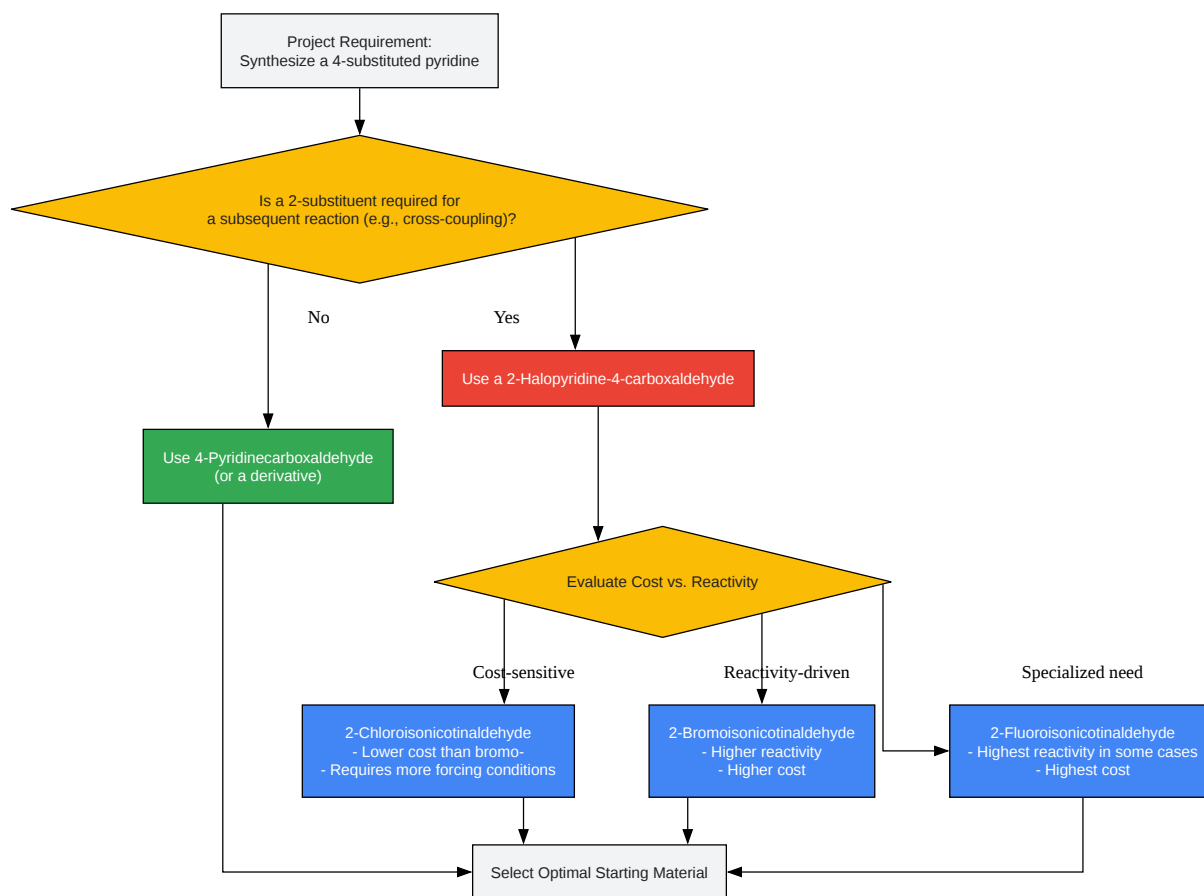 Project Requirement:
Synthesize a 4-substituted pyridine
Is a 2-substituent required for
a subsequent reaction (e.g., cross-coupling)?
No
Yes
Use a 2-Halopyridine-4-carboxaldehyde
Use 4-Pyridinecarboxaldehyde
(or a derivative)
Evaluate Cost vs. Reactivity
Cost-sensitive
Reactivity-driven
Specialized need
2-Chloroisonicotinaldehyde
- Lower cost than bromo-
- Requires more forcing conditions
2-Bromoisonicotinaldehyde
- Higher reactivity
- Higher cost
2-Fluoroisonicotinaldehyde
- Highest reactivity in some cases
- Highest cost
Select Optimal Starting Material